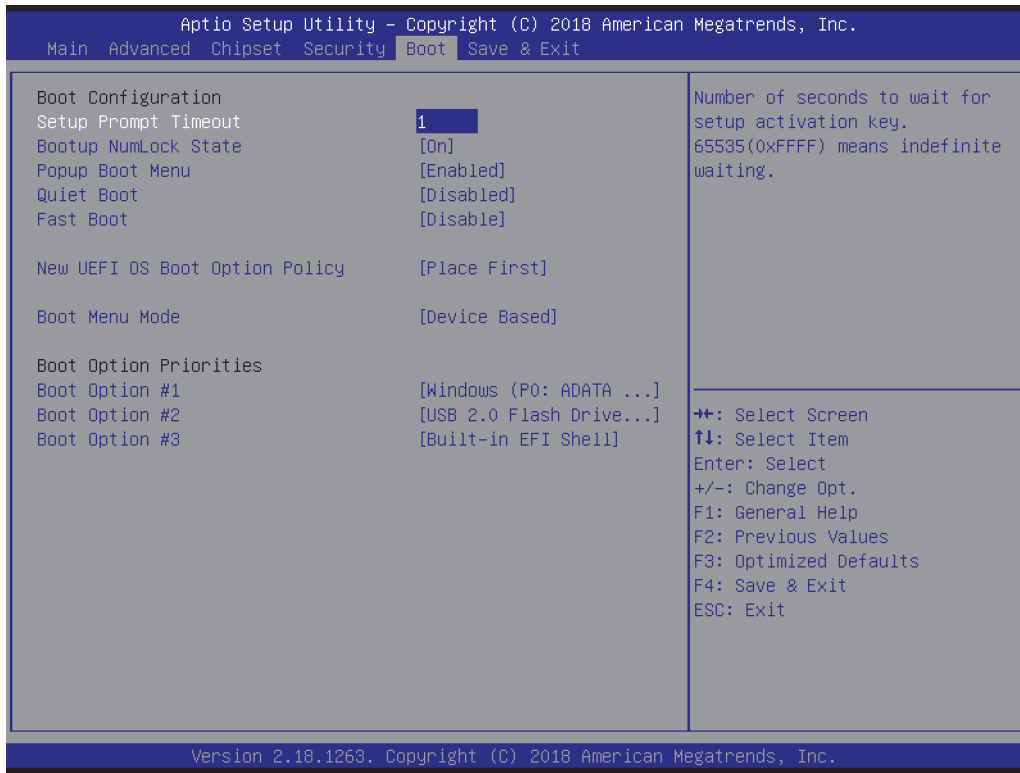 Aptio Setup Utility – Copyright (C) 2018 American Megatrends, Inc.
Main Advanced Chipset Security Boot Save & Exit
Boot Configuration
Setup Prompt Timeout 1
Bootup NumLock State [On]
Popup Boot Menu [Enabled]
Quiet Boot [Disabled]
Fast Boot [Disable]
New UEFI OS Boot Option Policy [Place First]
Boot Menu Mode [Device Based]
Boot Option Priorities
Boot Option #1 [Windows (P0: ADATA ...]
Boot Option #2 [USB 2.0 Flash Drive...]
Boot Option #3 [Built-in EFI Shell]
Number of seconds to wait for
setup activation key.
65535(0xFFFF) means indefinite
waiting.
→←: Select Screen
↑↓: Select Item
Enter: Select
+/-: Change Opt.
F1: General Help
F2: Previous Values
F3: Optimized Defaults
F4: Save & Exit
ESC: Exit
Version 2.18.1263. Copyright (C) 2018 American Megatrends, Inc.